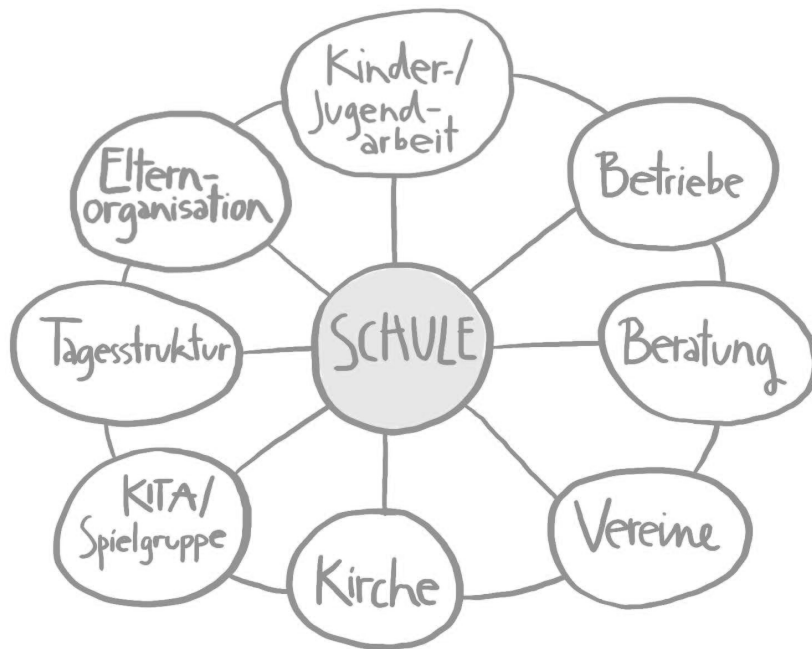 Kinder-/
Jugend-
arbeit
Eltern-
organisation
Betriebe
Tagesstruktur
SCHULE
Beratung
KITA/
Spielgruppe
Kirche
Vereine